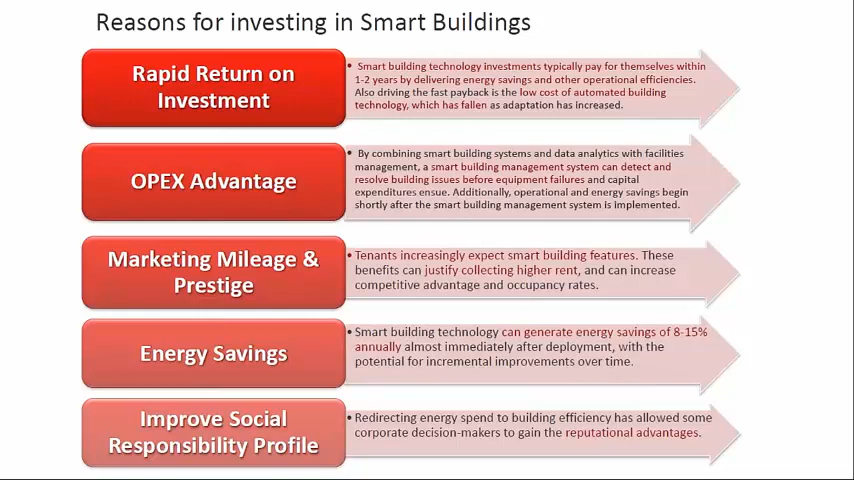 Reasons for investing in Smart Buildings
Rapid Return on
Investment
• Smart building technology investments typically pay for themselves within
1-2 years by delivering energy savings and other operational efficiencies.
Also driving the fast payback is the low cost of automated building
technology, which has fallen as adaptation has increased.
OPEX Advantage
• By combining smart building systems and data analytics with facilities
management, a smart building management system can detect and
resolve building issues before equipment failures and capital
expenditures ensue. Additionally, operational and energy savings begin
shortly after the smart building management system is implemented.
Marketing Mileage &
Prestige
• Tenants increasingly expect smart building features. These
benefits can justify collecting higher rent, and can increase
competitive advantage and occupancy rates.
Energy Savings
• Smart building technology can generate energy savings of 8-15%
annually almost immediately after deployment, with the
potential for incremental improvements over time.
Improve Social
Responsibility Profile
• Redirecting energy spend to building efficiency has allowed some
corporate decision-makers to gain the reputational advantages.